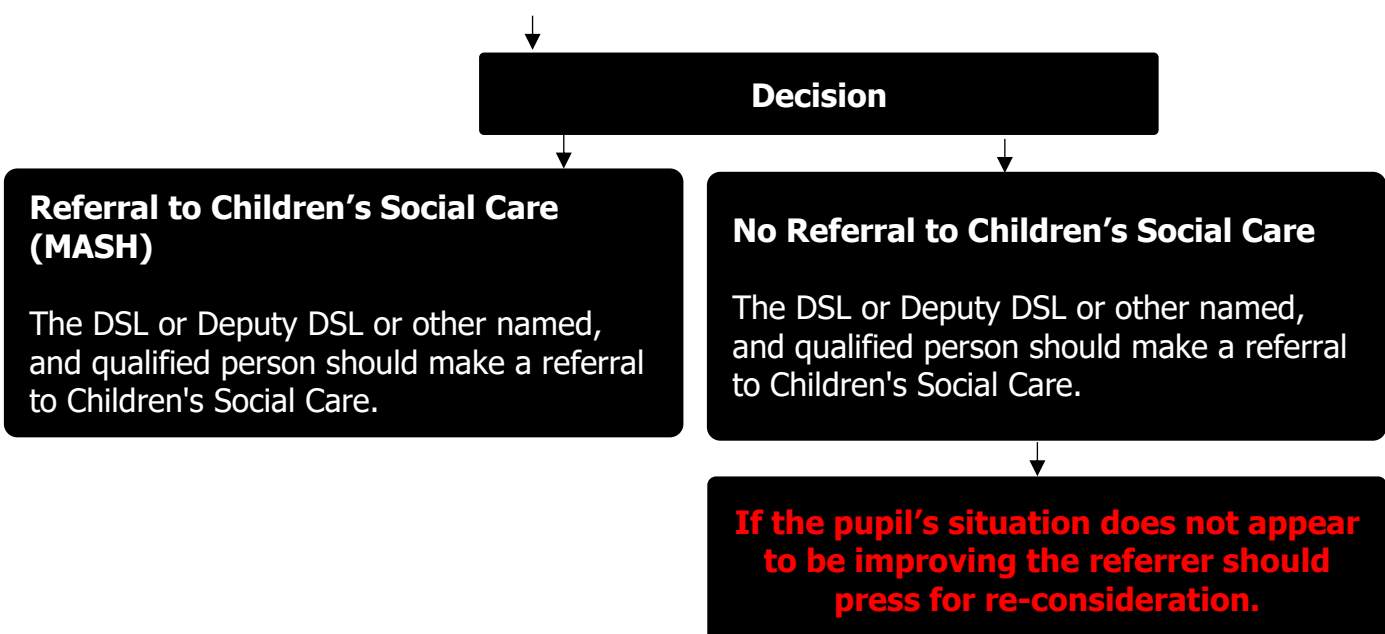 Decision
Referral to Children’s Social Care
(MASH)
The DSL or Deputy DSL or other named,
and qualified person should make a referral
to Children's Social Care.
No Referral to Children’s Social Care
The DSL or Deputy DSL or other named,
and qualified person should make a referral
to Children's Social Care.
If the pupil’s situation does not appear
to be improving the referrer should
press for re-consideration.